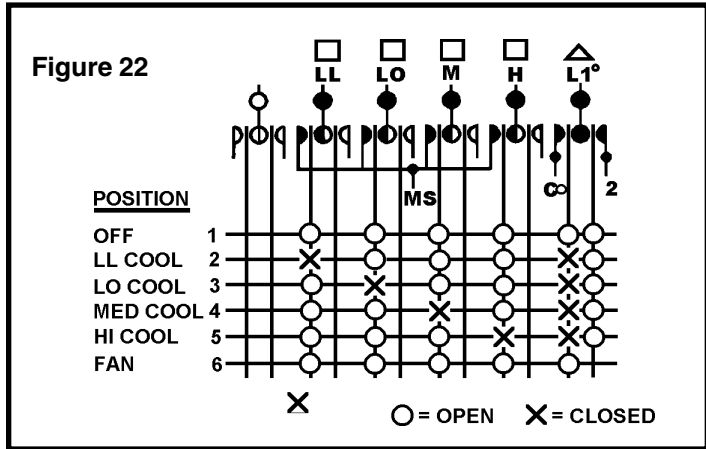 Figure 22
LL LO M H L1°
C∞ 2
MS
POSITION
OFF 1
LL COOL 2
LO COOL 3
MED COOL 4
HI COOL 5
FAN 6
= OPEN X = CLOSED